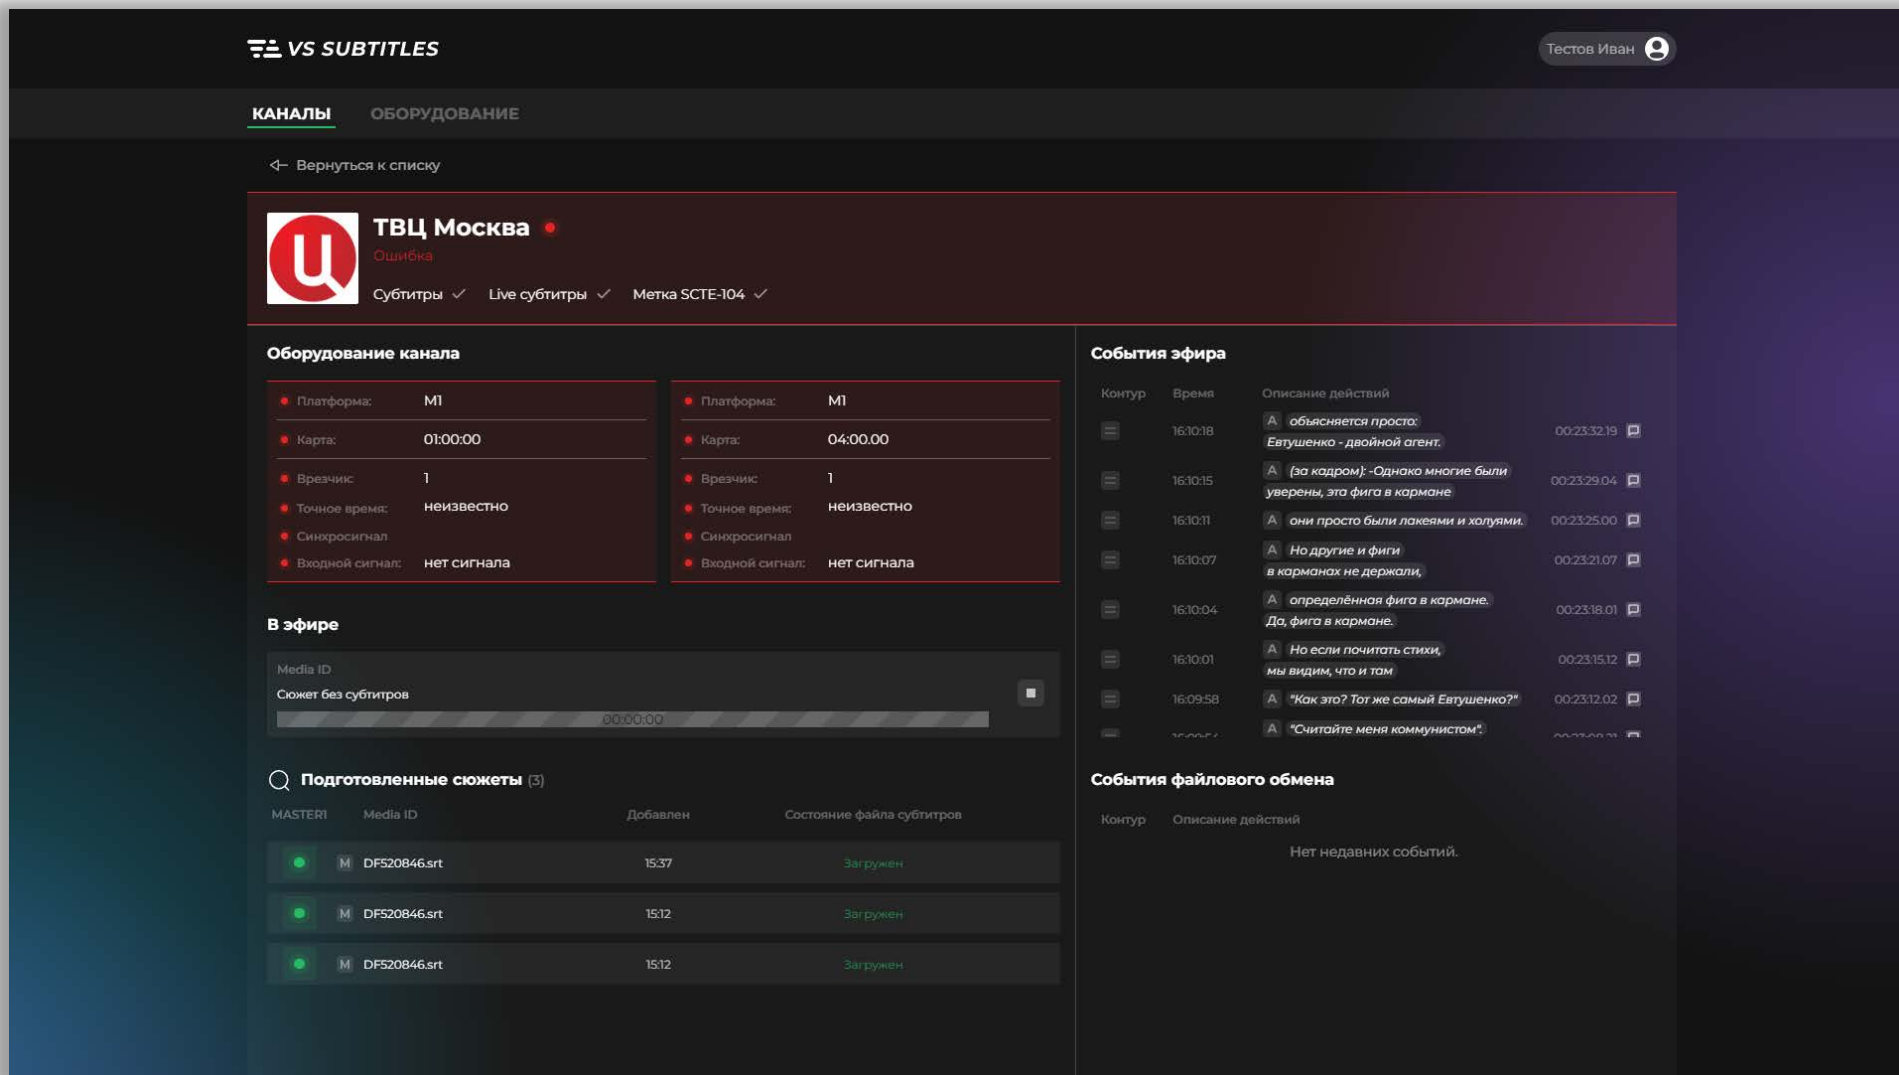 VS SUBTITLES
Тестов Иван
КАНАЛЫ
ОБОРУДОВАНИЕ
Вернуться к списку
ТВЦ Москва
Ошибка
Субтитры
Live субтитры
Метка SCTE-104
Оборудование канала
Платформа: М1
Карта: 01:00:00
Врезчик: 1
Точное время: неизвестно
Синхросигнал
Входной сигнал: нет сигнала
Платформа: М1
Карта: 04:00.00
Врезчик: 1
Точное время: неизвестно
Синхросигнал
Входной сигнал: нет сигнала
В эфире
Media ID
Сюжет без субтитров
00:00:00
Подготовленные сюжеты (3)
MASTER1 Media ID Добавлен Состояние файла субтитров
M DF520846.srt 15:37 Загружен
M DF520846.srt 15:12 Загружен
M DF520846.srt 15:12 Загружен
События эфира
Контур Время Описание действий
16:10:18 A объясняется просто: 00:23:32.19
Евтушенко - двойной агент.
16:10:15 A (за кадром): -Однако многие были 00:23:29.04
уверены, эта фига в кармане
16:10:11 A они просто были лакеями и холуями. 00:23:25.00
16:10:07 A Но другие и фиги 00:23:21.07
в карманах не держали,
16:10:04 A определённая фига в кармане. 00:23:18.01
Да, фига в кармане.
16:10:01 A Но если почитать стихи, 00:23:15.12
мы видим, что и там
16:09:58 A "Как это? Тот же самый Евтушенко?" 00:23:12.02
A "Считайте меня коммунистом".
События файлового обмена
Контур Описание действий
Нет недавних событий.